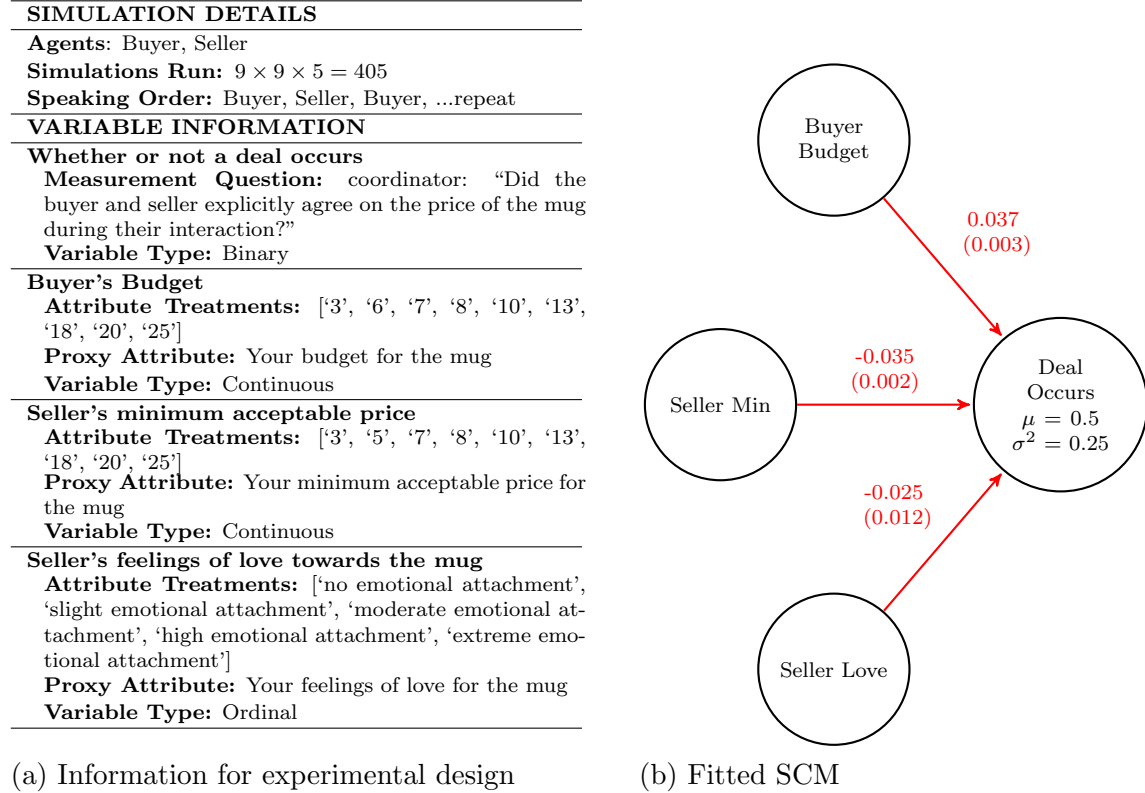 SIMULATION DETAILS
Agents: Buyer, Seller
Simulations Run: 9 × 9 × 5 = 405
Speaking Order: Buyer, Seller, Buyer, ...repeat
VARIABLE INFORMATION
Whether or not a deal occurs
Measurement Question: coordinator: “Did the
buyer and seller explicitly agree on the price of the mug
during their interaction?”
Variable Type: Binary
Buyer’s Budget
Attribute Treatments: [‘3’, ‘6’, ‘7’, ‘8’, ‘10’, ‘13’,
‘18’, ‘20’, ‘25’]
Proxy Attribute: Your budget for the mug
Variable Type: Continuous
Seller’s minimum acceptable price
Attribute Treatments: [‘3’, ‘5’, ‘7’, ‘8’, ‘10’, ‘13’,
‘18’, ‘20’, ‘25’]
Proxy Attribute: Your minimum acceptable price for
the mug
Variable Type: Continuous
Seller’s feelings of love towards the mug
Attribute Treatments: [‘no emotional attachment’,
‘slight emotional attachment’, ‘moderate emotional at-
tachment’, ‘high emotional attachment’, ‘extreme emo-
tional attachment’]
Proxy Attribute: Your feelings of love for the mug
Variable Type: Ordinal
(a) Information for experimental design
Buyer
Budget
0.037
(0.003)
Seller Min
-0.035
(0.002)
Deal
Occurs
μ = 0.5
σ² = 0.25
-0.025
(0.012)
Seller Love
(b) Fitted SCM